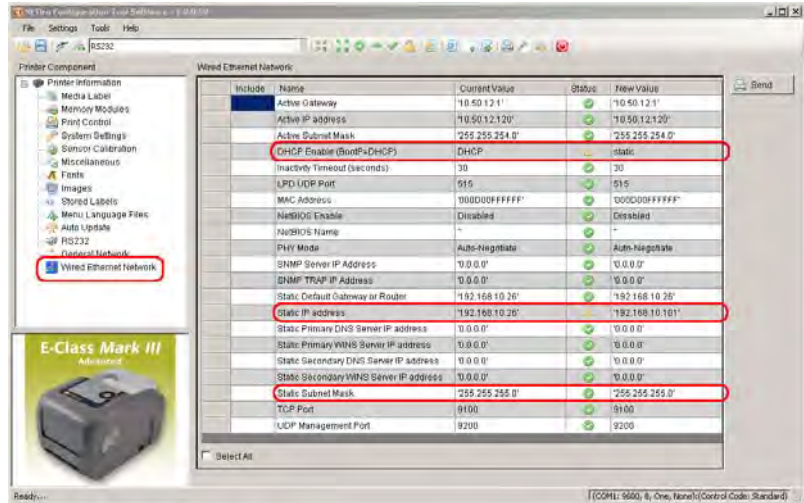 File Settings Tools Help
RS232
Printer Component
Wired Ethernet Network
Printer Information
Media Label
Memory Modules
Print Control
System Settings
Sensor Calibration
Miscellaneous
Fonts
Images
Stored Labels
Menu Language Files
Auto Update
RS232
General Network
Wired Ethernet Network
Include Name Current Value Status New Value
Active Gateway '10.50.12.1' '10.50.12.1'
Active IP address '10.50.12.120' '10.50.12.120'
Active Subnet Mask '255.255.254.0' '255.255.254.0'
DHCP Enable (BootP+DHCP) DHCP static
Inactivity Timeout (seconds) 30 30
LPD UDP Port 515 515
MAC Address '000D00FFFFFF' '000D00FFFFFF'
NetBIOS Enable Disabled Disabled
NetBIOS Name
PHY Mode Auto-Negotiate Auto-Negotiate
SNMP Server IP Address '0.0.0.0' '0.0.0.0'
SNMP TRAP IP Address '0.0.0.0' '0.0.0.0'
Static Default Gateway or Router '192.168.10.26' '192.168.10.26'
Static IP address '192.168.10.26' '192.168.10.101'
Static Primary DNS Server IP address '0.0.0.0' '0.0.0.0'
Static Primary WINS Server IP address '0.0.0.0' '0.0.0.0'
Static Secondary DNS Server IP address '0.0.0.0' '0.0.0.0'
Static Secondary WINS Server IP address '0.0.0.0' '0.0.0.0'
Static Subnet Mask '255.255.255.0' '255.255.255.0'
TCP Port 9100 9100
UDP Management Port 9200 9200
Send
Select All
E-Class Mark III
Advanced
Ready...
(COM1: 9600, 8, One, None)(Control Code: Standard)